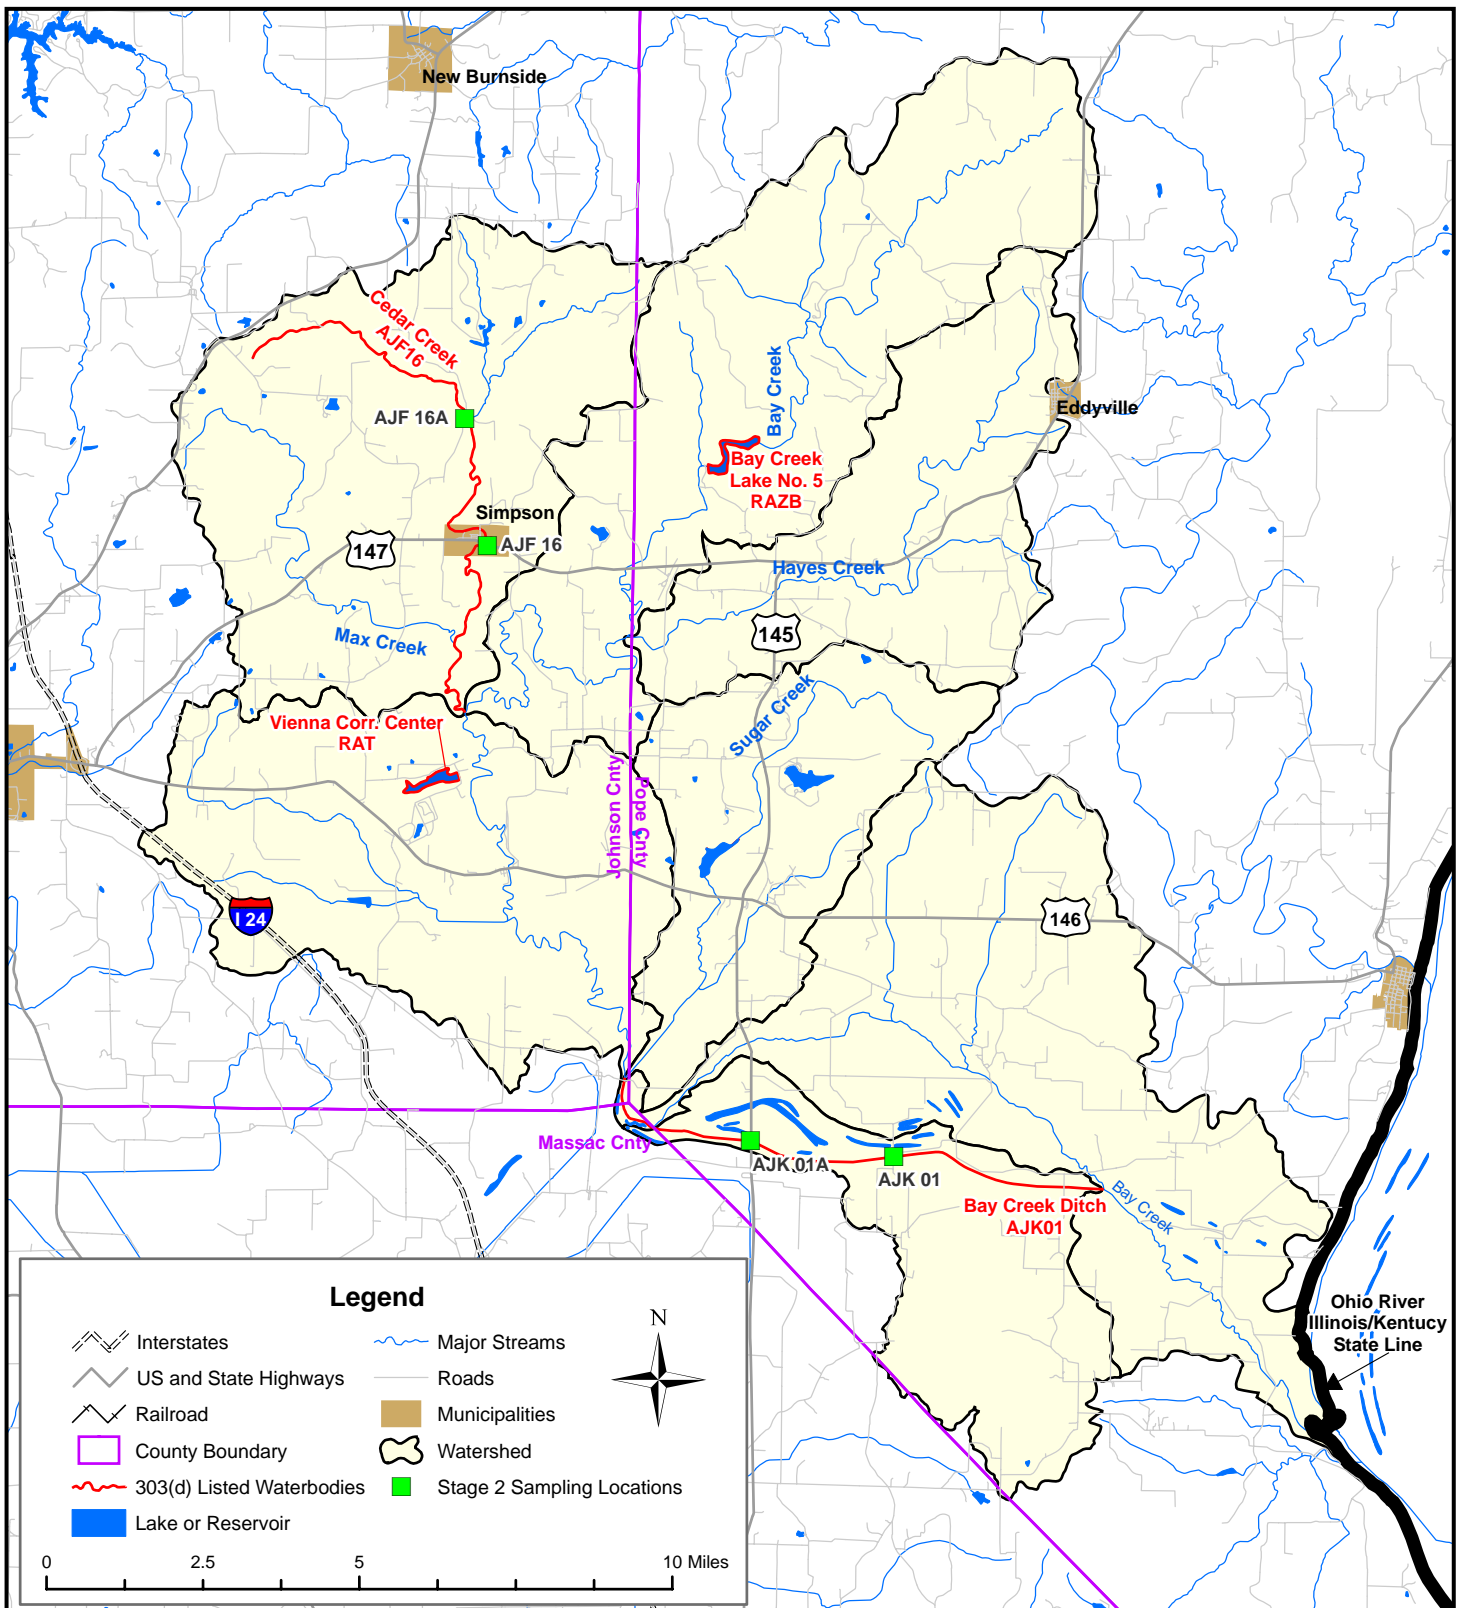 New Burnside
Cedar Creek
AJF16
AJF 16A
Bay Creek
Eddyville
Bay Creek
Lake No. 5
RAZB
Simpson
AJF 16
147
Hayes Creek
Max Creek
145
Sugar Creek
Vienna Corr. Center
RAT
Johnson Cnty
Pope Cnty
I 24
146
Massac Cnty
AJK 01A
AJK 01
Bay Creek Ditch
AJK01
Bay Creek
Ohio River
Illinois/Kentucy
State Line
Legend
Interstates
US and State Highways
Railroad
County Boundary
303(d) Listed Waterbodies
Lake or Reservoir
Major Streams
Roads
Municipalities
Watershed
Stage 2 Sampling Locations
N
0 2.5 5 10 Miles